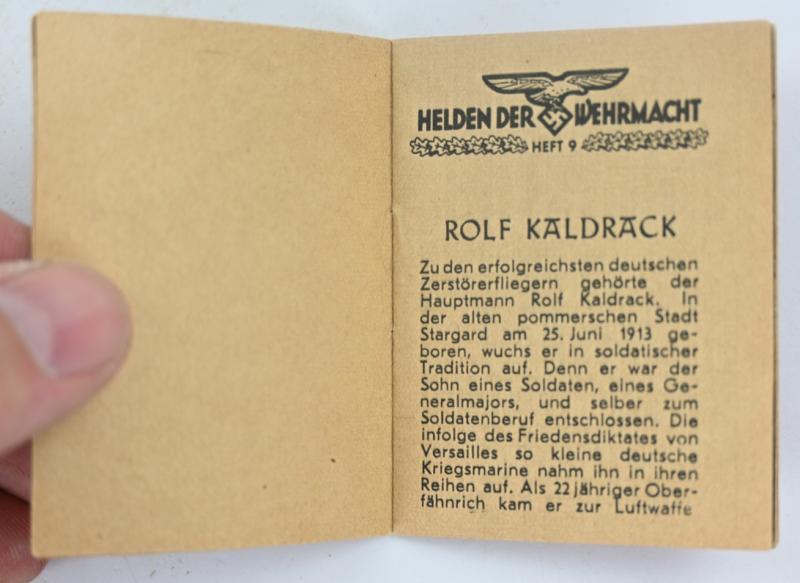 HELDEN DER WEHRMACHT
HEFT 9
ROLF KALDRACK
Zu den erfolgreichsten deutschen
Zerstörerfliegern gehörte der
Hauptmann Rolf Kaldrack. In
der alten pommerschen Stadt
Stargard am 25. Juni 1913 ge-
boren, wuchs er in soldatischer
Tradition auf. Denn er war der
Sohn eines Soldaten, eines Ge-
neralmajors, und selber zum
Soldatenberuf entschlossen. Die
infolge des Friedensdiktates von
Versailles so kleine deutsche
Kriegsmarine nahm ihn in ihren
Reihen auf. Als 22 jähriger Ober-
fähnrich kam er zur Luftwaffe